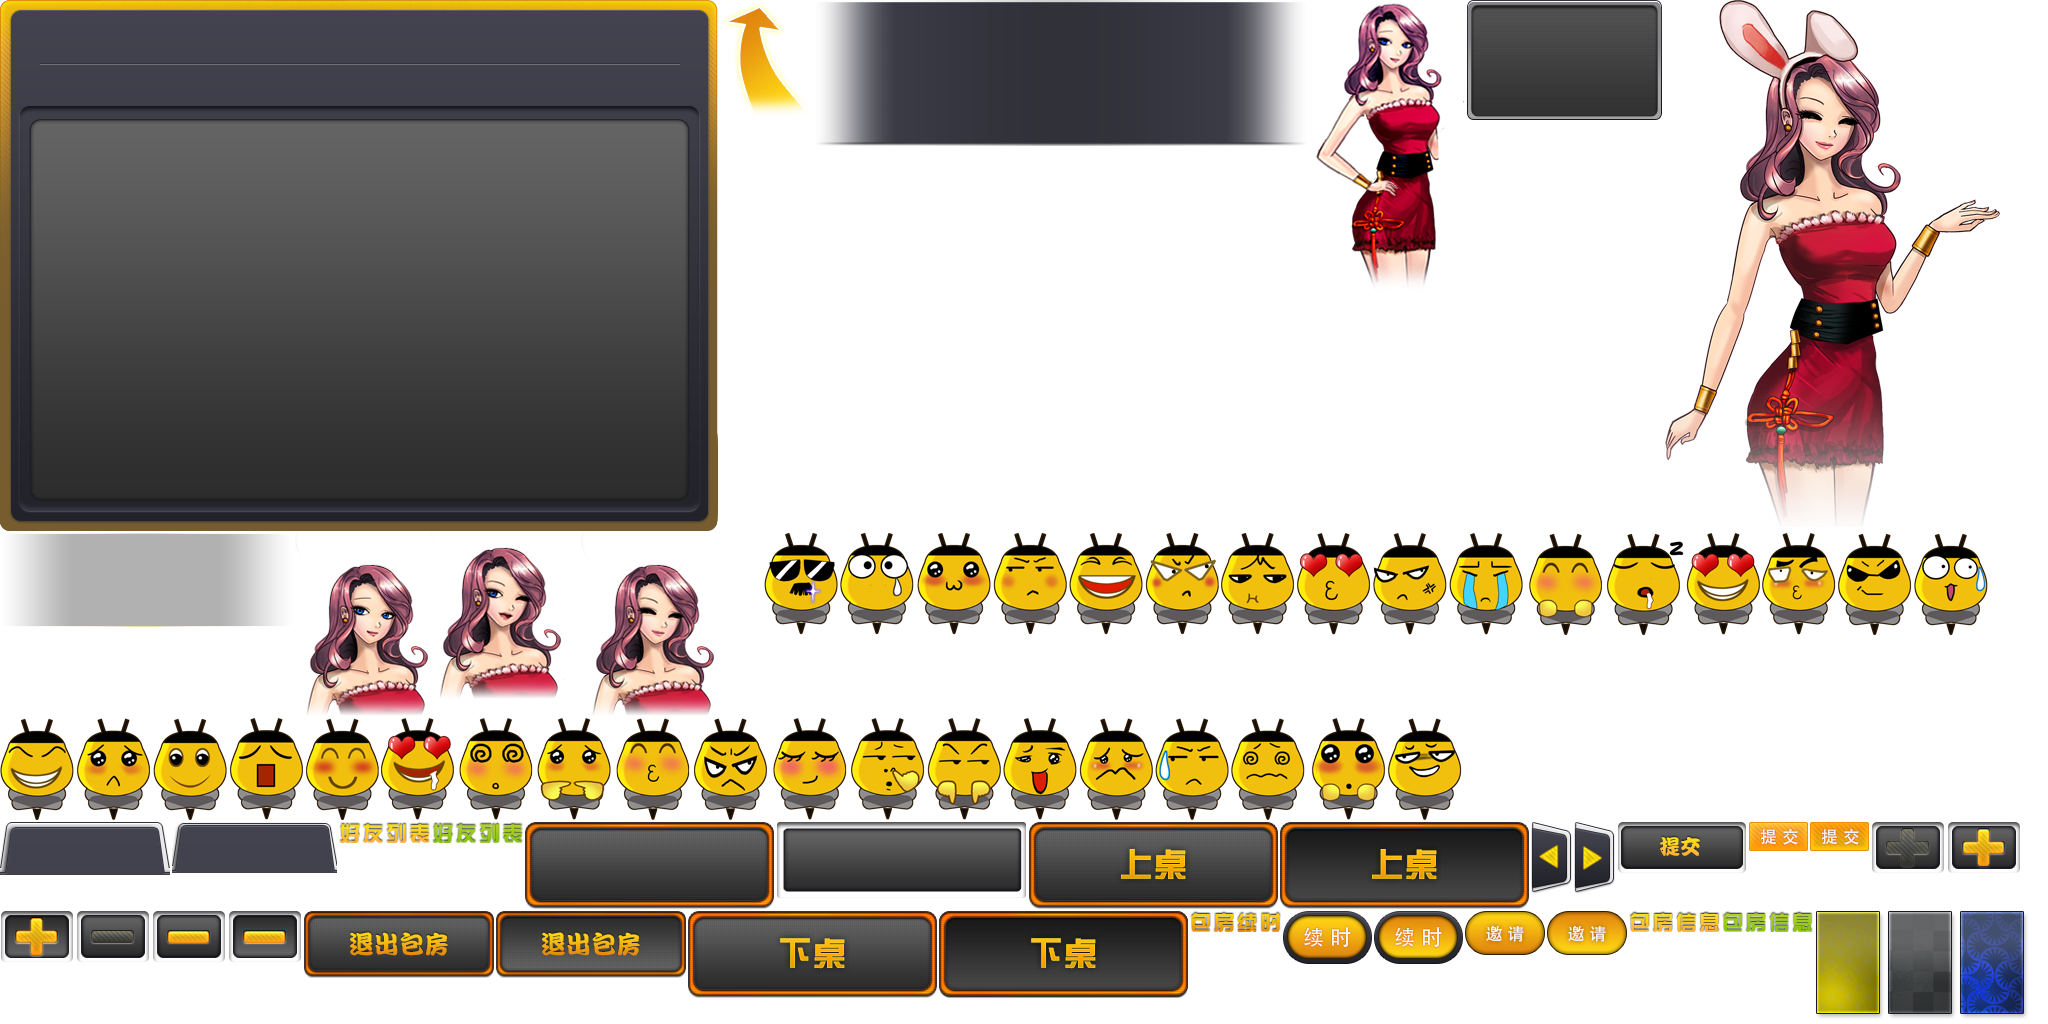 好友列表
好友列表
上桌
上桌
提交
提交
提交
退出包房
退出包房
下桌
下桌
包房续时
续时
续时
邀请
邀请
包房信息
包房信息